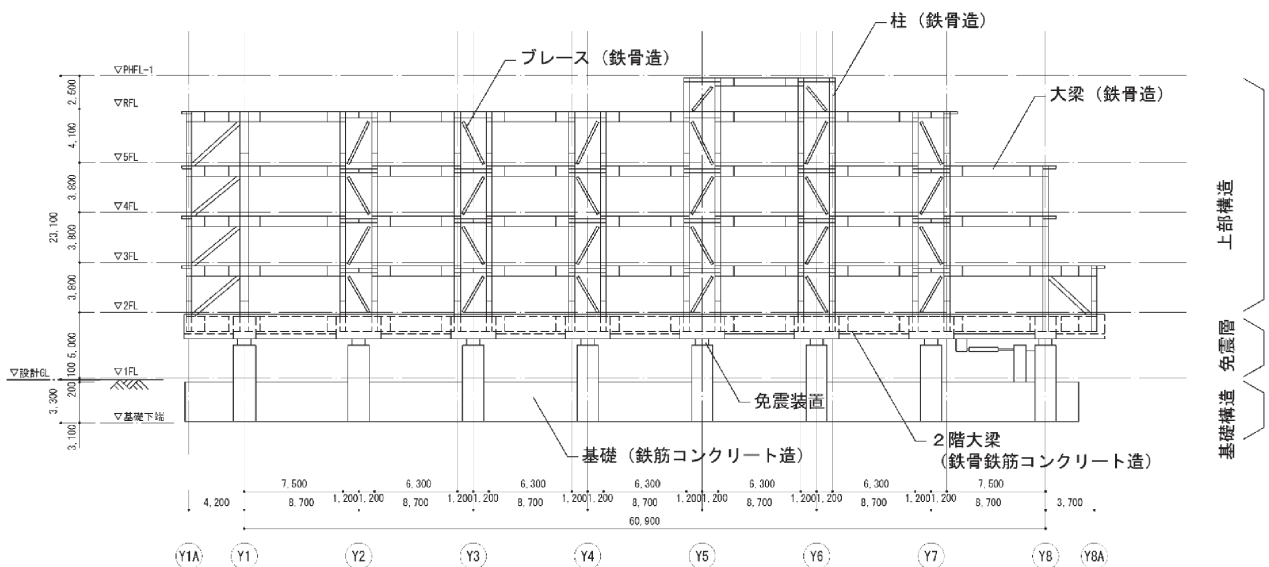 柱（鉄骨造）
ブレース（鉄骨造）
大梁（鉄骨造）
▽PHFL-1
2,500
▽RFL
4,100
▽5FL
3,800
▽4FL
23,100
3,800
▽3FL
3,800
▽2FL
5,000
▽設計GL
100
▽1FL
200
3,300
▽基礎下端
3,100
上部構造
免震層
基礎構造
免震装置
2階大梁
（鉄骨鉄筋コンクリート造）
基礎（鉄筋コンクリート造）
7,500 6,300 6,300 6,300 6,300 6,300 7,500
1,200 1,200 1,200 1,200 1,200 1,200 1,200 1,200 1,200 1,200 1,200 1,200
4,200 8,700 8,700 8,700 8,700 8,700 8,700 8,700 3,700
60,900
Y1A Y1 Y2 Y3 Y4 Y5 Y6 Y7 Y8 Y8A